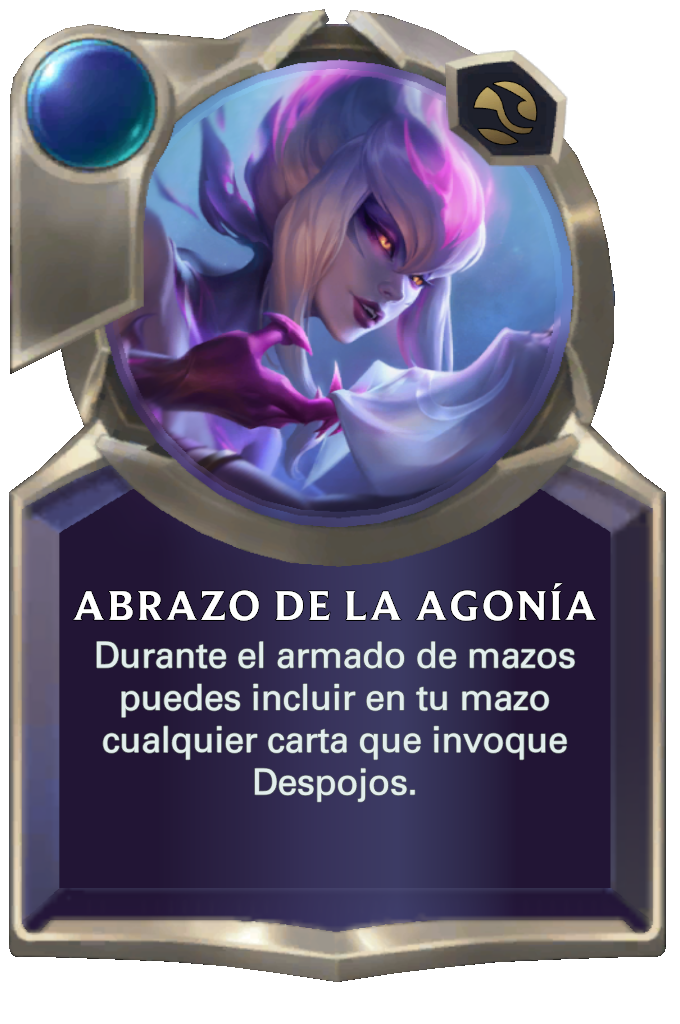 ABRAZO DE LA AGONÍA
Durante el armado de mazos
puedes incluir en tu mazo
cualquier carta que invoque
Despojos.